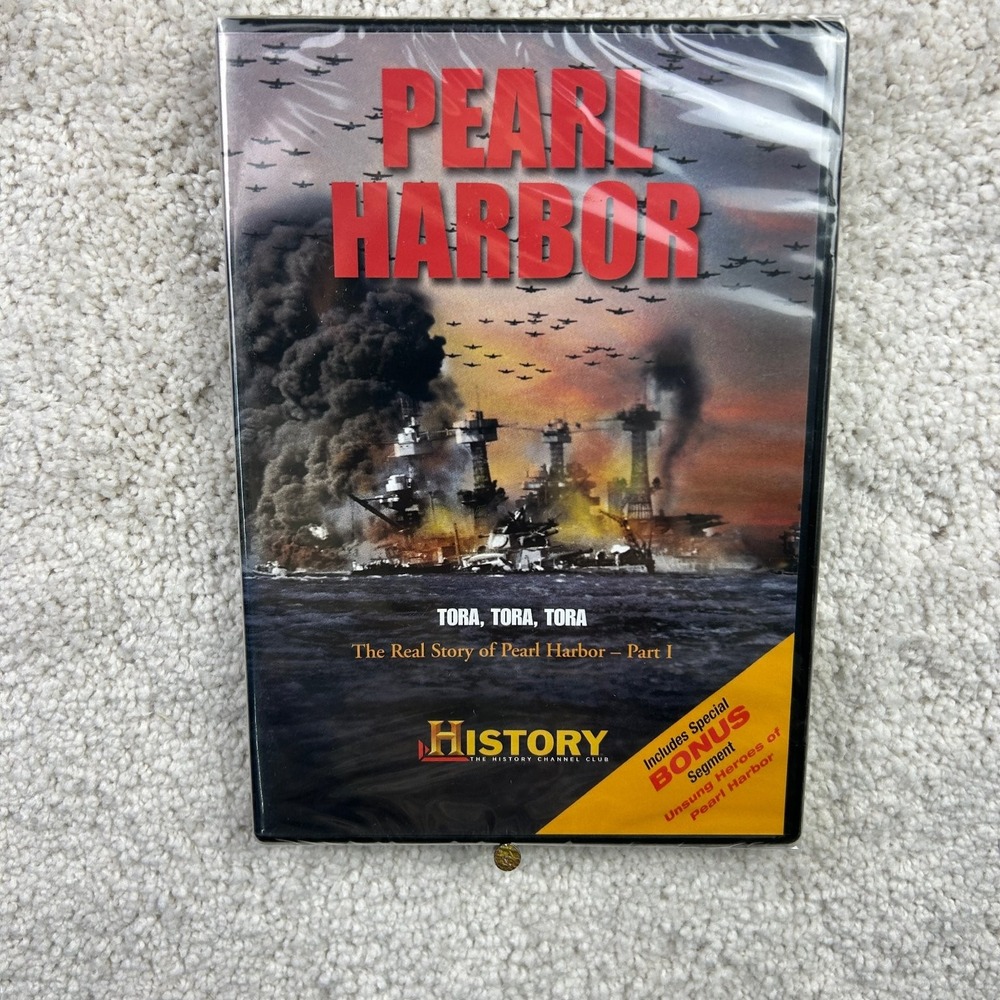 PEARL
HARBOR
TORA, TORA, TORA
The Real Story of Pearl Harbor – Part I
HISTORY
THE HISTORY CHANNEL CLUB
Includes Special
BONUS
Segment
Unsung Heroes of
Pearl Harbor